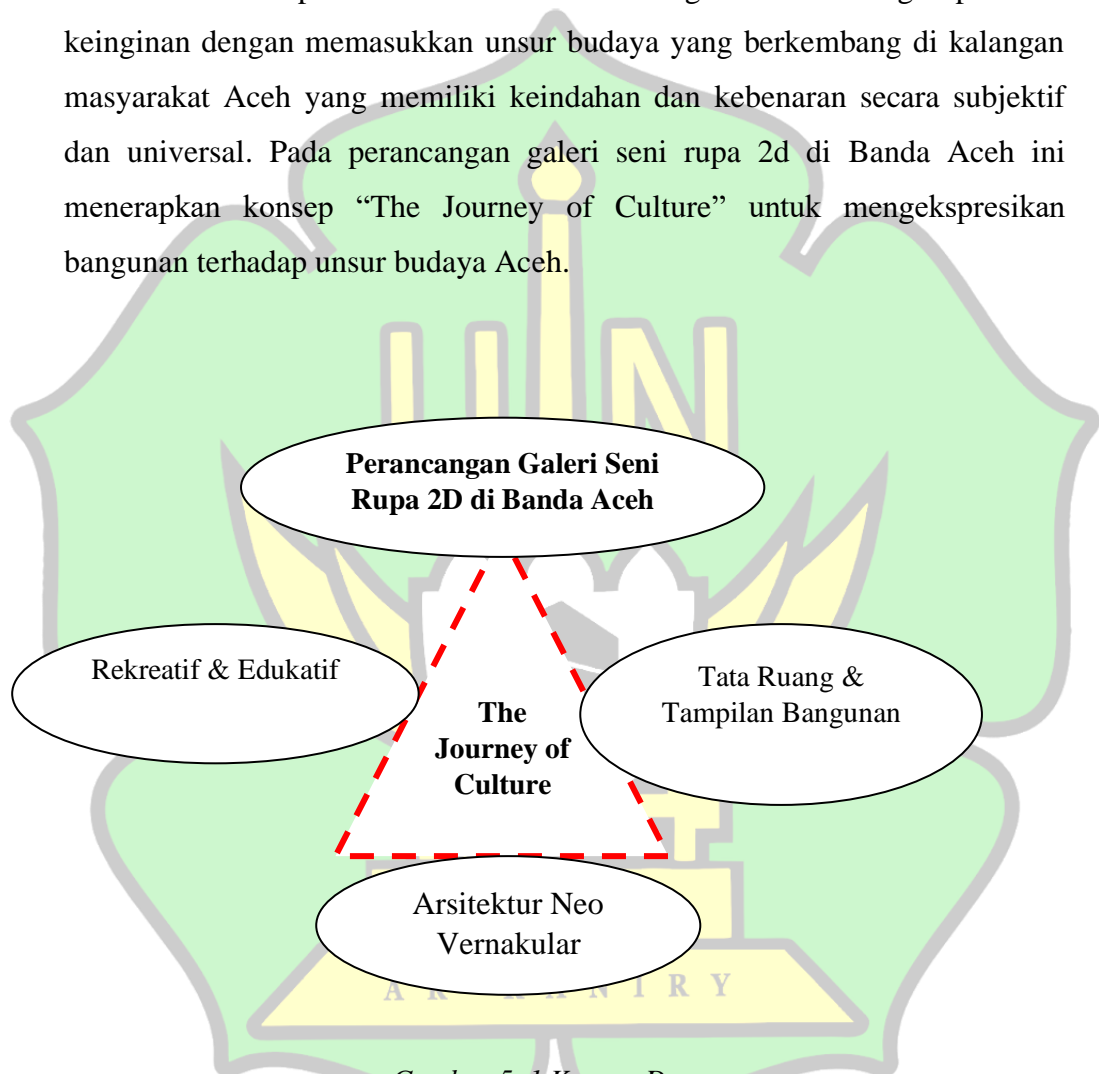 keinginan dengan memasukkan unsur budaya yang berkembang di kalangan
masyarakat Aceh yang memiliki keindahan dan kebenaran secara subjektif
dan universal. Pada perancangan galeri seni rupa 2d di Banda Aceh ini
menerapkan konsep “The Journey of Culture” untuk mengekspresikan
bangunan terhadap unsur budaya Aceh.
UIN
Perancangan Galeri Seni
Rupa 2D di Banda Aceh
Rekreatif & Edukatif
Tata Ruang &
Tampilan Bangunan
The
Journey of
Culture
Arsitektur Neo
Vernakular